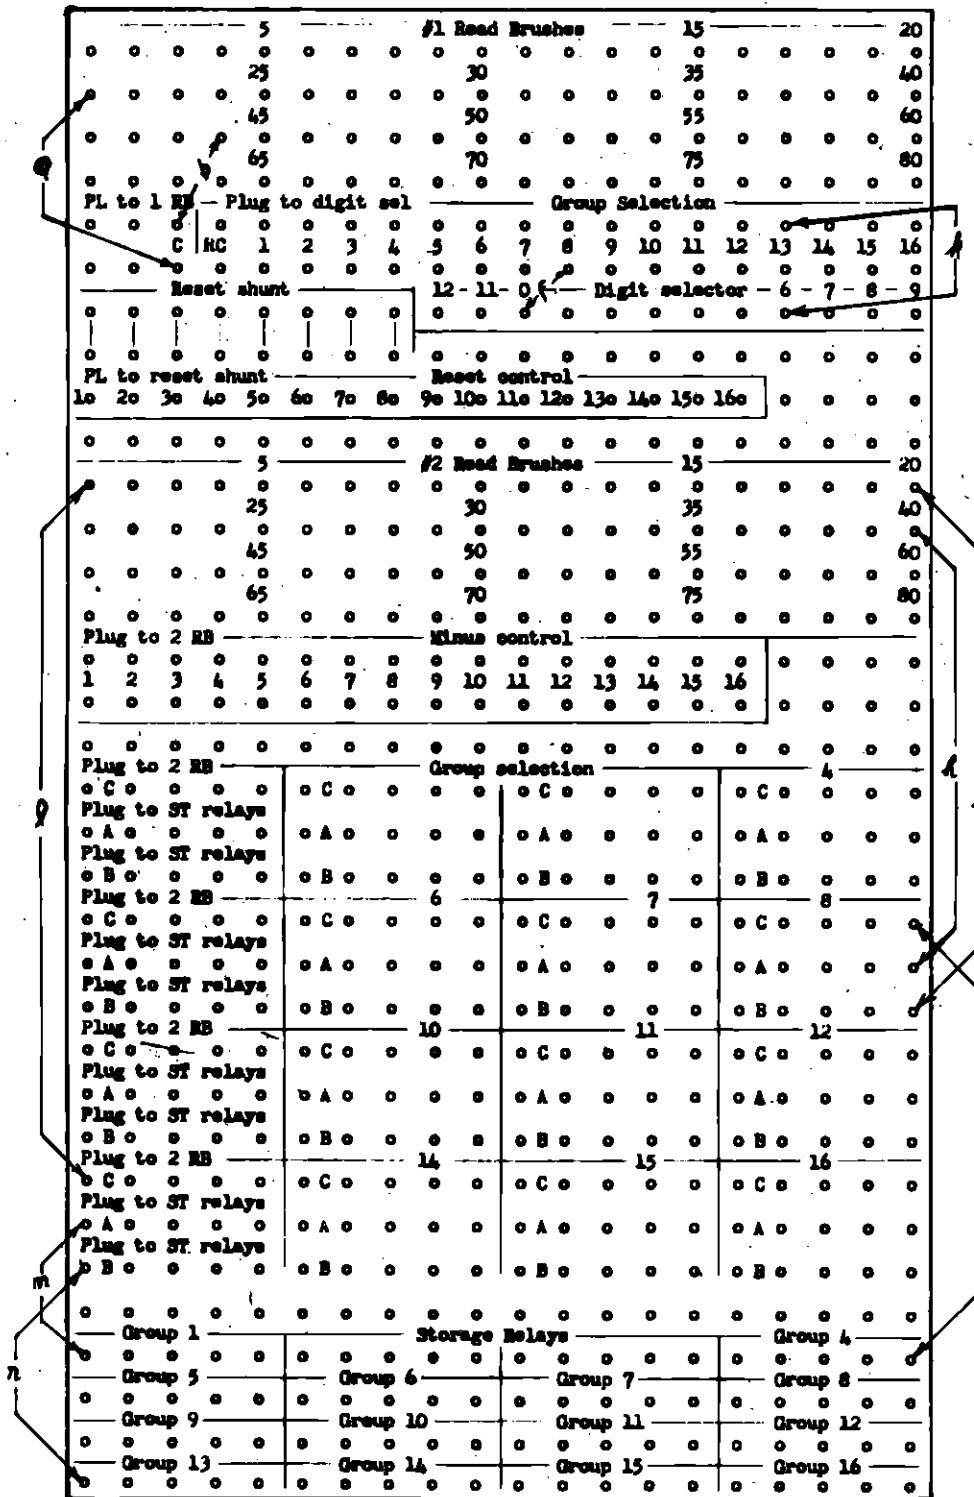 5 #1 Read Brushes 15 20
25 30 35 40
45 50 55 60
65 70 75 80
PL to 1 RB - Plug to digit sel Group Selection
C RC 1 2 3 4 5 6 7 8 9 10 11 12 13 14 15 16
Reset shunt 12 - 11 - 0 Digit selector - 6 - 7 - 8 - 9
PL to reset shunt Reset control
1o 2o 3o 4o 5o 6o 7o 8o 9o 10o 11o 12o 13o 14o 15o 16o
5 #2 Read Brushes 15 20
25 30 35 40
45 50 55 60
65 70 75 80
Plug to 2 RB Minus control
1 2 3 4 5 6 7 8 9 10 11 12 13 14 15 16
Plug to 2 RB Group selection 4
C C C C
Plug to ST relays
A A A A
Plug to ST relays
B B B B
Plug to 2 RB 6 7 8
C C C C
Plug to ST relays
A A A A
Plug to ST relays
B B B B
Plug to 2 RB 10 11 12
C C C C
Plug to ST relays
A A A A
Plug to ST relays
B B B B
Plug to 2 RB 14 15 16
C C C C
Plug to ST relays
A A A A
Plug to ST relays
B B B B
m
n
Group 1 Storage Relays Group 4
Group 5 Group 6 Group 7 Group 8
Group 9 Group 10 Group 11 Group 12
Group 13 Group 14 Group 15 Group 16